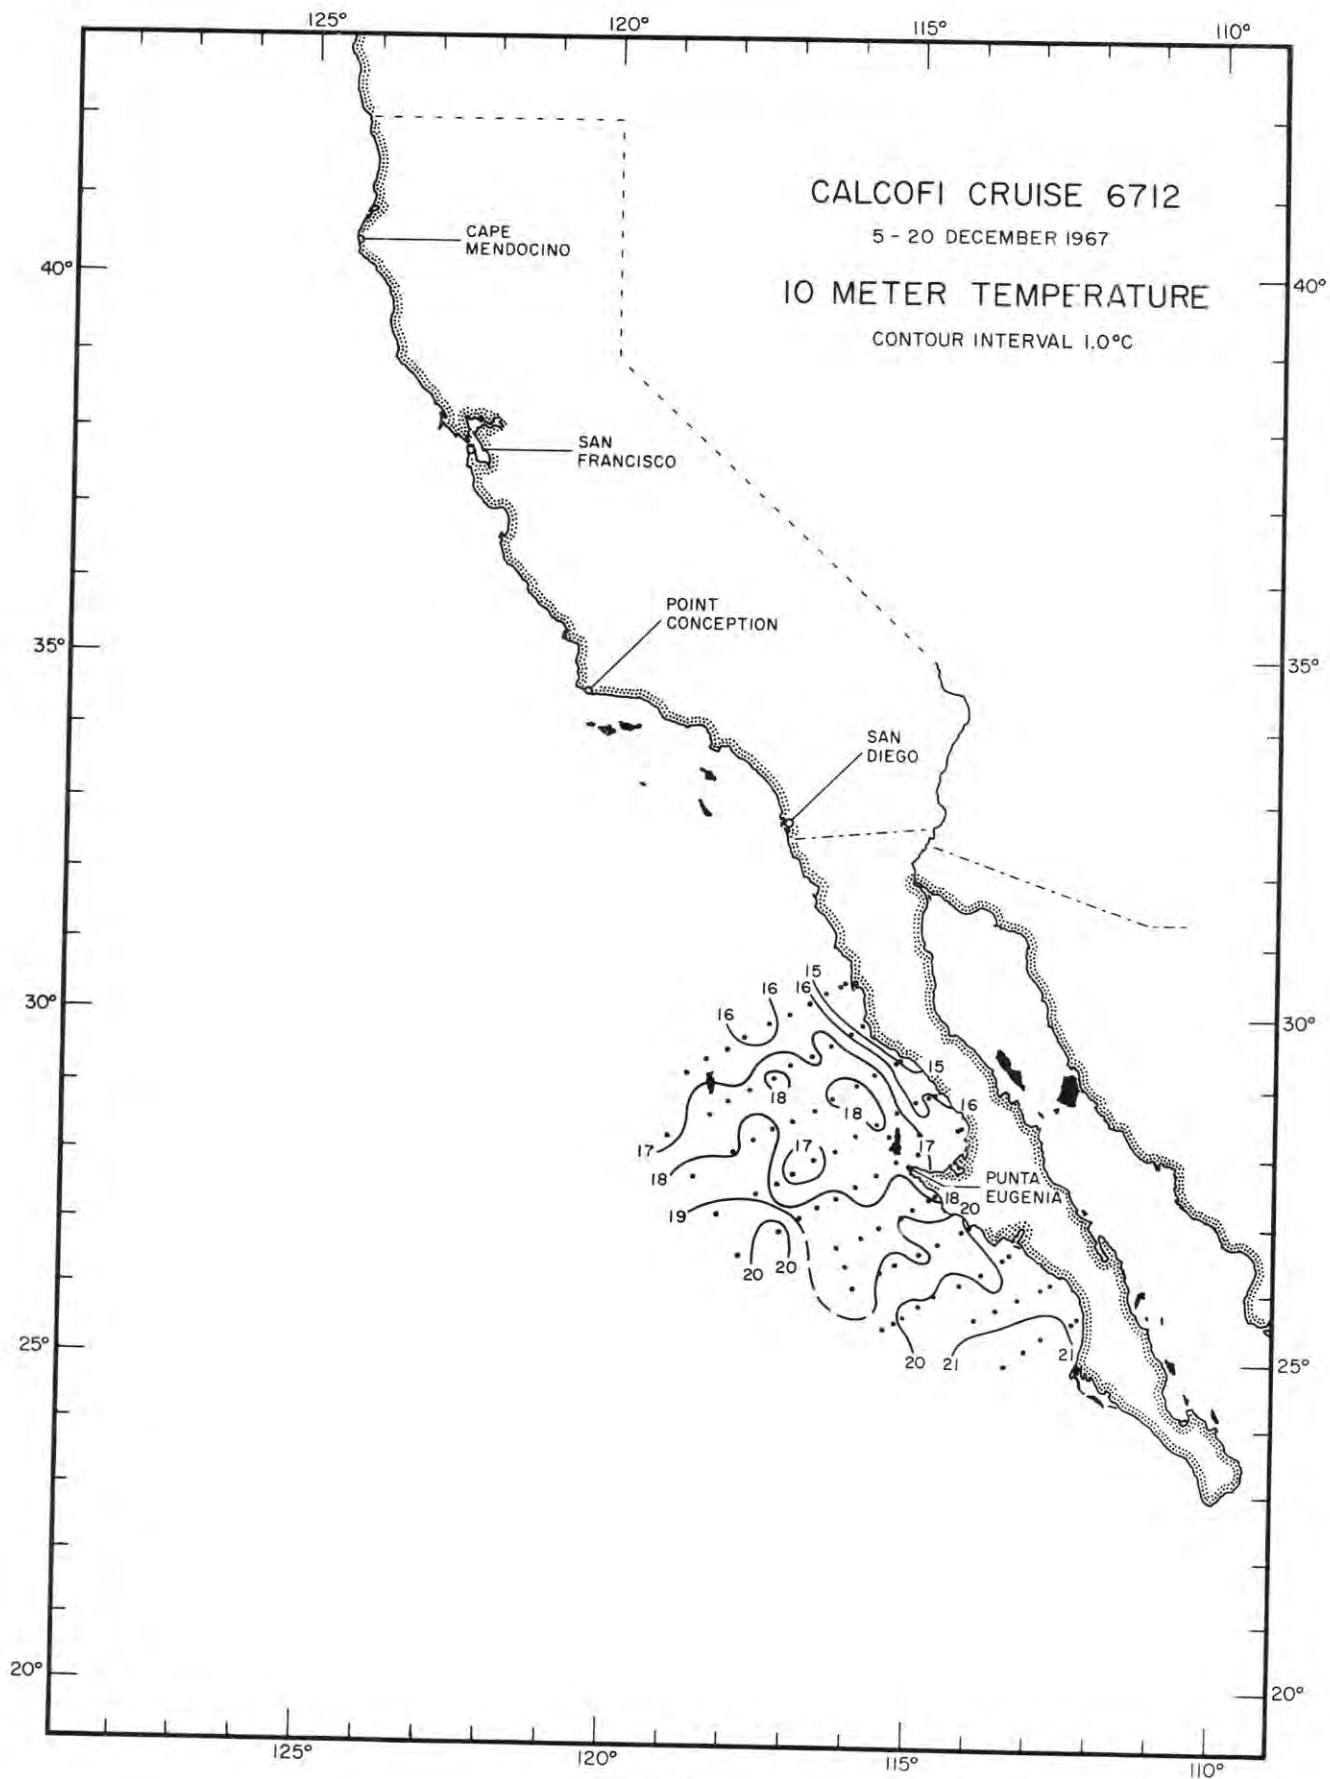 125°
120°
115°
110°
CALCOFI CRUISE 6712
5 - 20 DECEMBER 1967
10 METER TEMPERATURE
CONTOUR INTERVAL 1.0°C
CAPE
MENDOCINO
40°
40°
SAN
FRANCISCO
POINT
CONCEPTION
35°
35°
SAN
DIEGO
15
16
16
16
30°
30°
15
18
18
16
17
17
17
18
PUNTA
EUGENIA
18
20
19
20
20
20
21
21
25°
25°
20°
20°
125°
120°
115°
110°